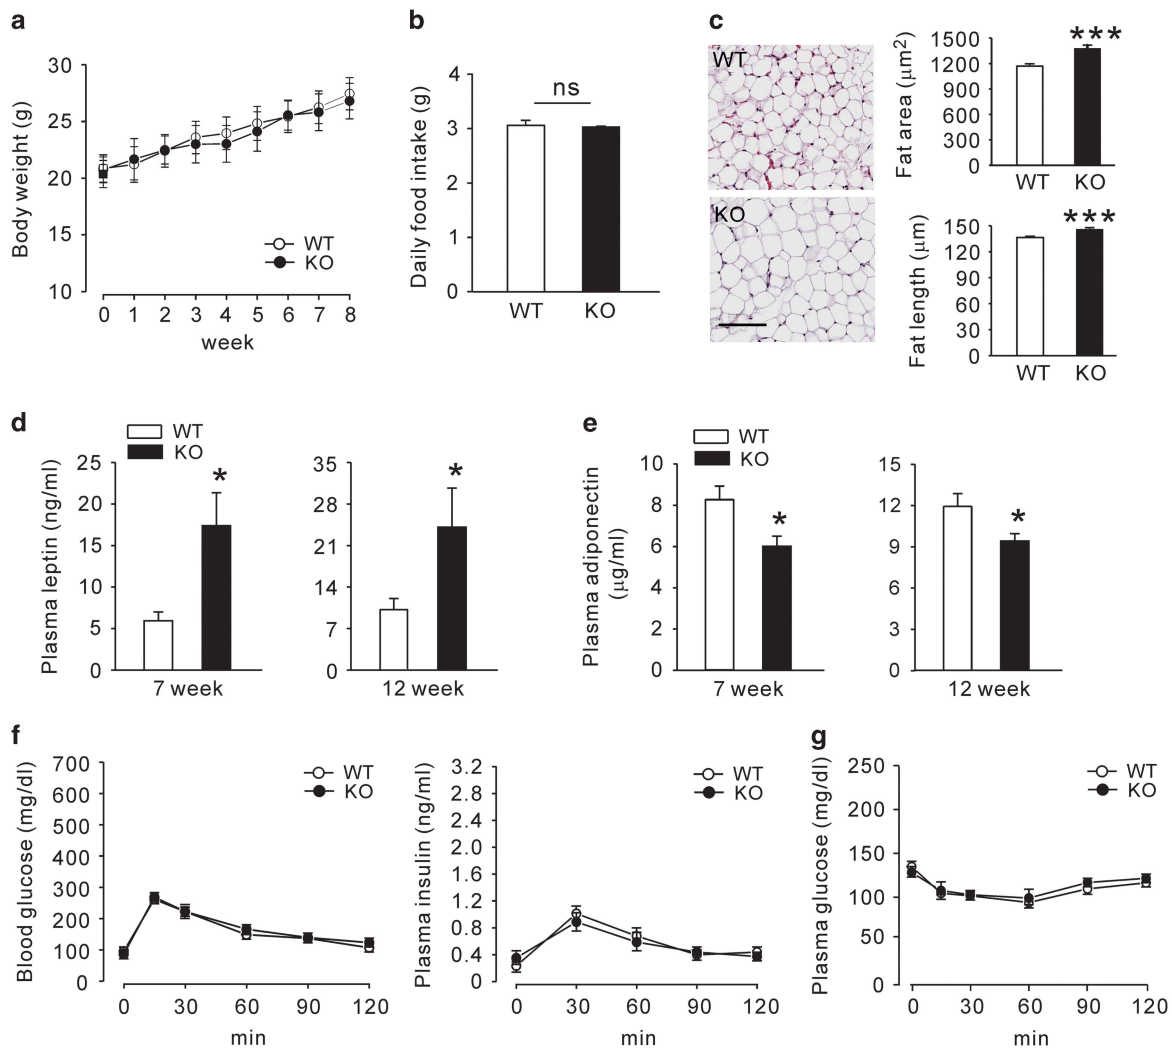 a
Body weight (g)
30
25
20
15
10
WT
KO
0 1 2 3 4 5 6 7 8
week
b
Daily food intake (g)
4
3
2
1
0
ns
WT KO
c
WT
KO
Fat area (μm²)
1500
1200
900
600
300
0
***
WT KO
Fat length (μm)
150
120
90
60
30
0
***
WT KO
d
WT
KO
Plasma leptin (ng/ml)
25
20
15
10
5
0
*
7 week
35
28
21
14
7
0
*
12 week
e
WT
KO
Plasma adiponectin
(μg/ml)
10
8
6
4
2
0
*
7 week
15
12
9
6
3
0
*
12 week
f
Blood glucose (mg/dl)
700
600
500
400
300
200
100
0
WT
KO
0 30 60 90 120
min
Plasma insulin (ng/ml)
3.2
2.8
2.4
2.0
1.6
1.2
0.8
0.4
0
WT
KO
0 30 60 90 120
min
g
Plasma glucose (mg/dl)
250
200
150
100
50
0
WT
KO
0 30 60 90 120
min